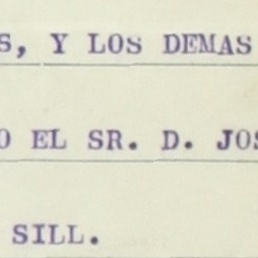 S, Y LOS DEMAS
O EL SR. D. JOS
SILL.